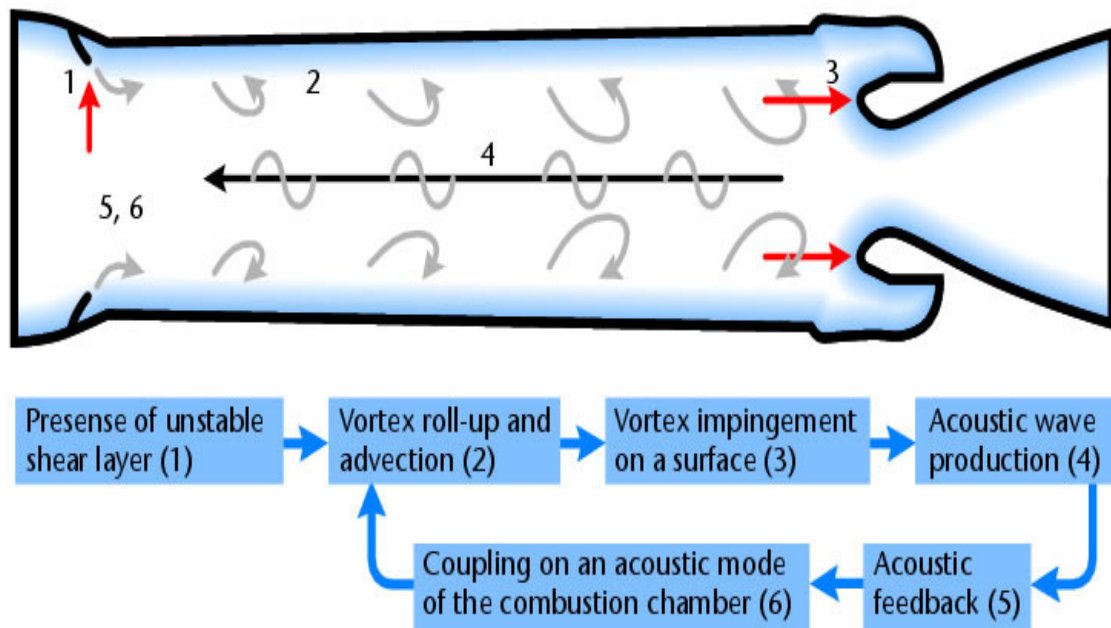 1
2
3
4
5, 6
Presense of unstable
shear layer (1)
Vortex roll-up and
advection (2)
Vortex impingement
on a surface (3)
Acoustic wave
production (4)
Coupling on an acoustic mode
of the combustion chamber (6)
Acoustic
feedback (5)